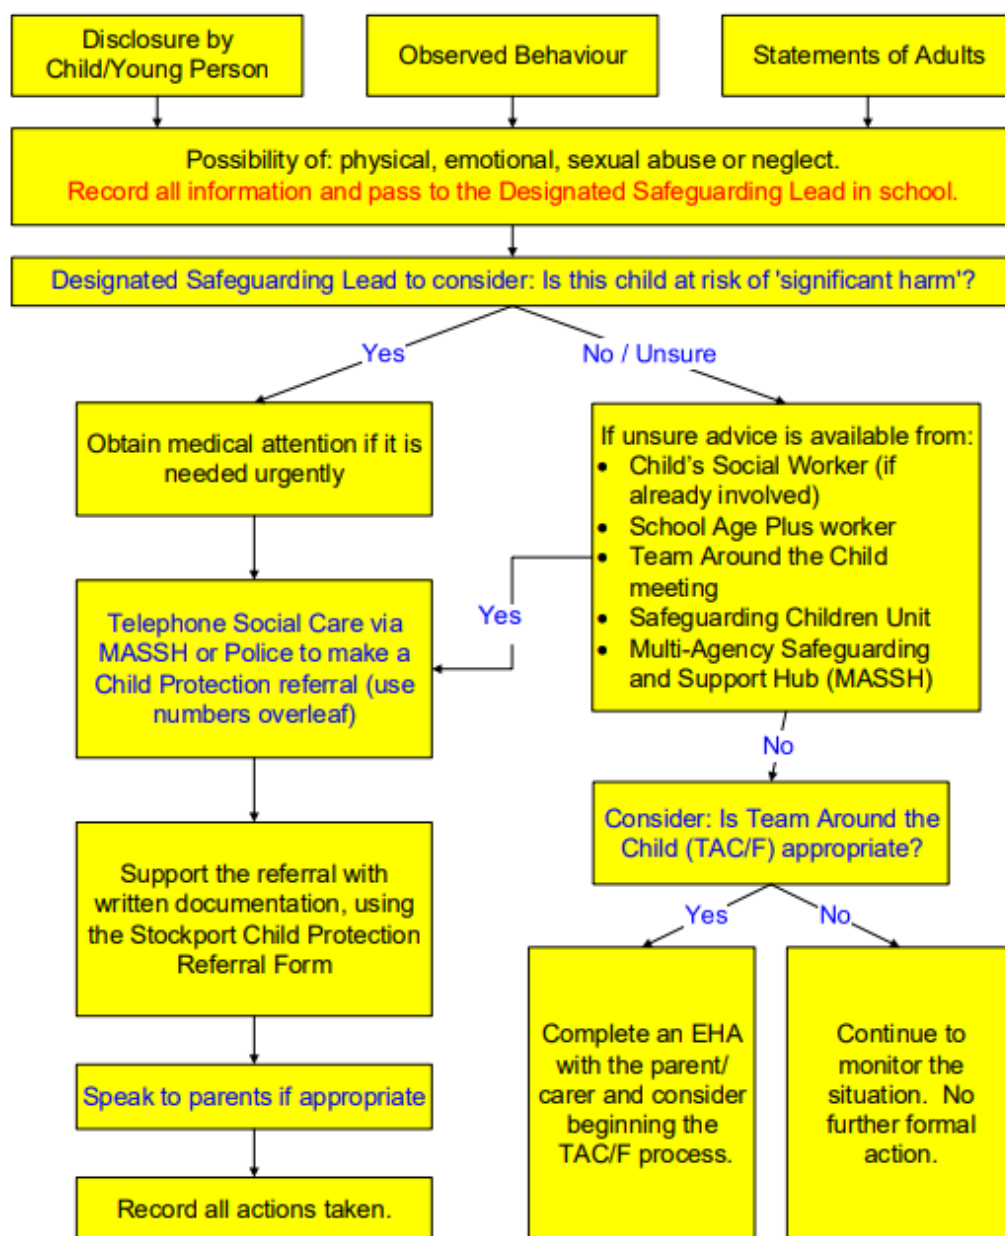 Disclosure by
Child/Young Person
Observed Behaviour
Statements of Adults
Possibility of: physical, emotional, sexual abuse or neglect.
Record all information and pass to the Designated Safeguarding Lead in school.
Designated Safeguarding Lead to consider: Is this child at risk of 'significant harm'?
Yes
No / Unsure
Obtain medical attention if it is
needed urgently
If unsure advice is available from:
• Child's Social Worker (if
already involved)
• School Age Plus worker
• Team Around the Child
meeting
• Safeguarding Children Unit
• Multi-Agency Safeguarding
and Support Hub (MASSH)
Yes
Telephone Social Care via
MASSH or Police to make a
Child Protection referral (use
numbers overleaf)
No
Consider: Is Team Around the
Child (TAC/F) appropriate?
Support the referral with
written documentation, using
the Stockport Child Protection
Referral Form
Yes
No
Complete an EHA
with the parent/
carer and consider
beginning the
TAC/F process.
Continue to
monitor the
situation. No
further formal
action.
Speak to parents if appropriate
Record all actions taken.